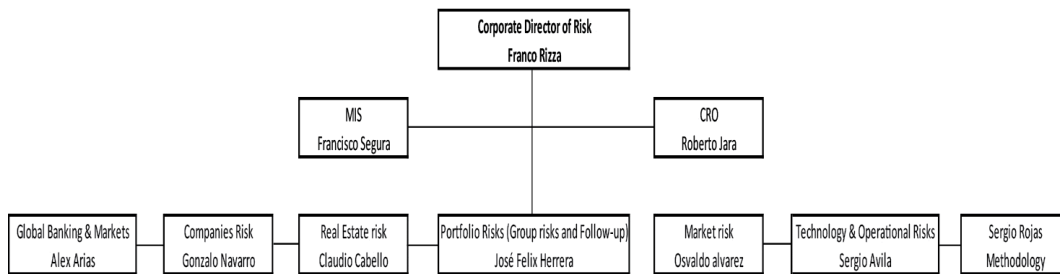 Corporate Director of Risk
Franco Rizza
MIS
Francisco Segura
CRO
Roberto Jara
Global Banking & Markets
Alex Arias
Companies Risk
Gonzalo Navarro
Real Estate risk
Claudio Cabello
Portfolio Risks (Group risks and Follow-up)
José Felix Herrera
Market risk
Osvaldo alvarez
Technology & Operational Risks
Sergio Avila
Sergio Rojas
Methodology